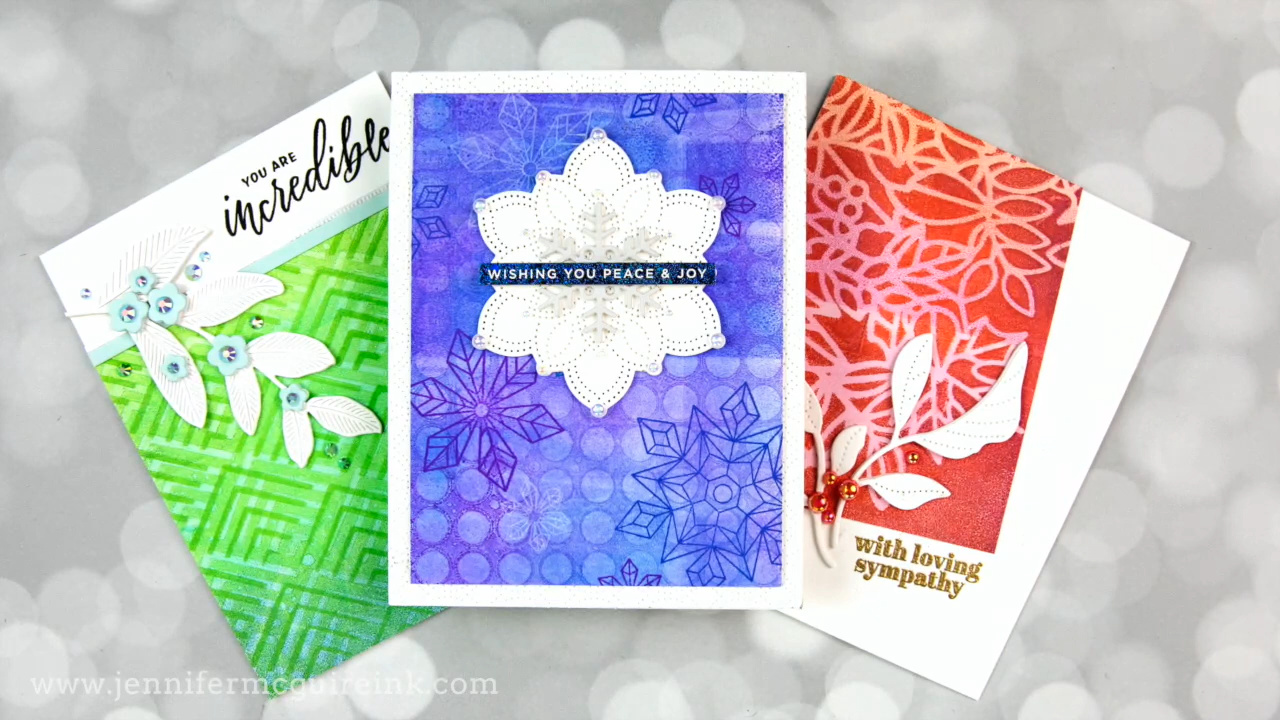 YOU ARE
incredible
WISHING YOU PEACE & JOY
with loving
sympathy
www.jennifermcguireink.com